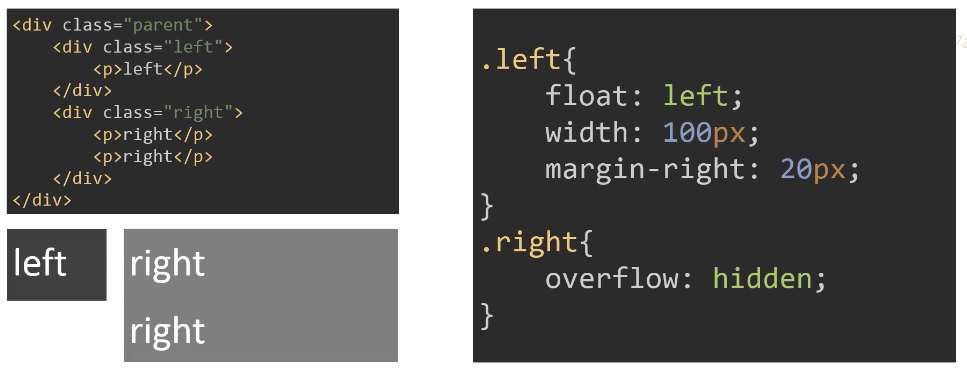 <div class="parent">
    <div class="left">
        <p>left</p>
    </div>
    <div class="right">
        <p>right</p>
        <p>right</p>
    </div>
</div>
left
right
right
.left{
    float: left;
    width: 100px;
    margin-right: 20px;
}
.right{
    overflow: hidden;
}